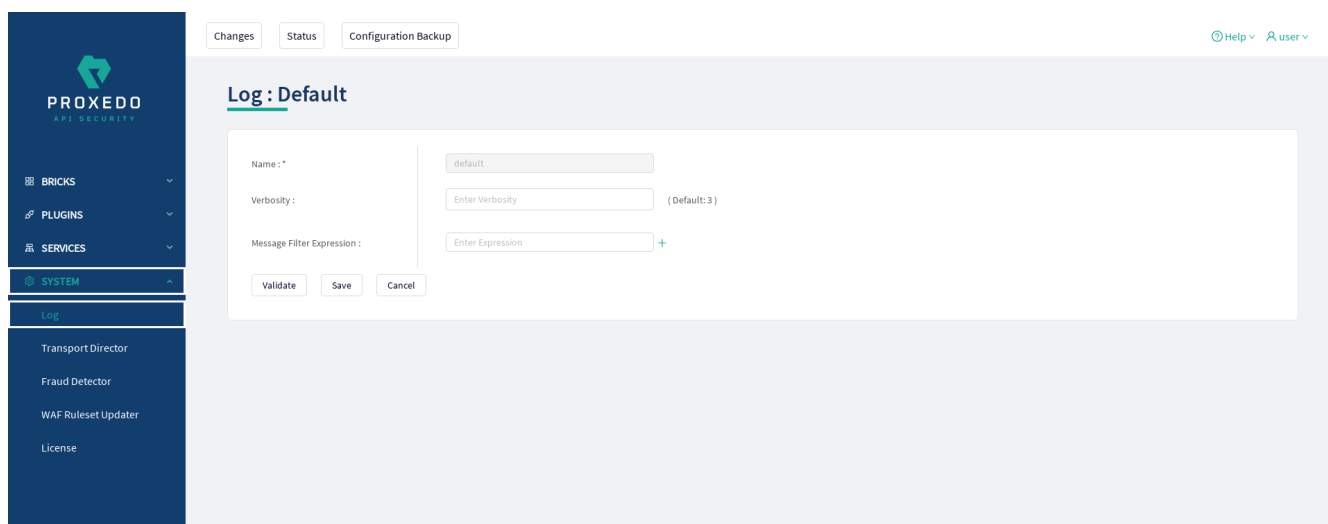 Changes
Status
Configuration Backup
Help
user
PROXEDO
API SECURITY
BRICKS
PLUGINS
SERVICES
SYSTEM
Log
Transport Director
Fraud Detector
WAF Ruleset Updater
License
Log : Default
Name : *
default
Verbosity :
Enter Verbosity
( Default: 3 )
Message Filter Expression :
Enter Expression
+
Validate
Save
Cancel